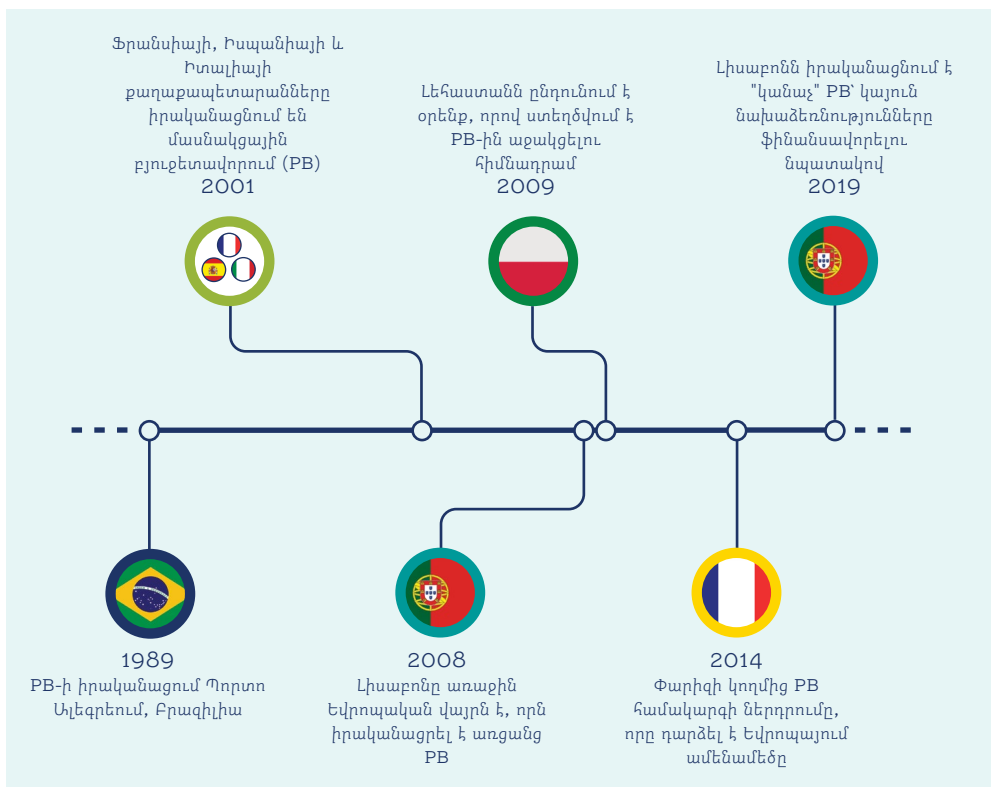 Ֆրանսիայի, Իսպանիայի և
Իտալիայի
քաղաքապետարանները
իրականացնում են
մասնակցային
բյուջետավորում (PB)
2001
Լեհաստանն ընդունում է
օրենք, որով ստեղծվում է
PB-ին աջակցելու
հիմնադրամ
2009
Լիսաբոնն իրականացնում է
"կանաչ" PB՝ կայուն
նախաձեռնությունները
ֆինանսավորելու
նպատակով
2019
1989
PB-ի իրականացում Պորտո
Ալեգրեում, Բրազիլիա
2008
Լիսաբոնը առաջին
Եվրոպական վայրն է, որն
իրականացրել է առցանց
PB
2014
Փարիզի կողմից PB
համակարգի ներդրումը,
որը դարձել է Եվրոպայում
ամենամեծը